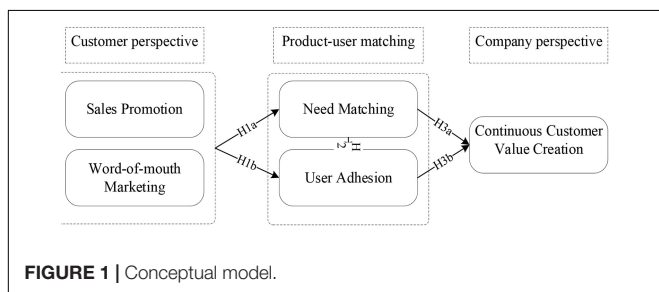 Customer perspective
Product-user matching
Company perspective
Sales Promotion
Word-of-mouth
Marketing
H1a
H1b
Need Matching
H2
User Adhesion
H3a
H3b
Continuous Customer
Value Creation
FIGURE 1 | Conceptual model.